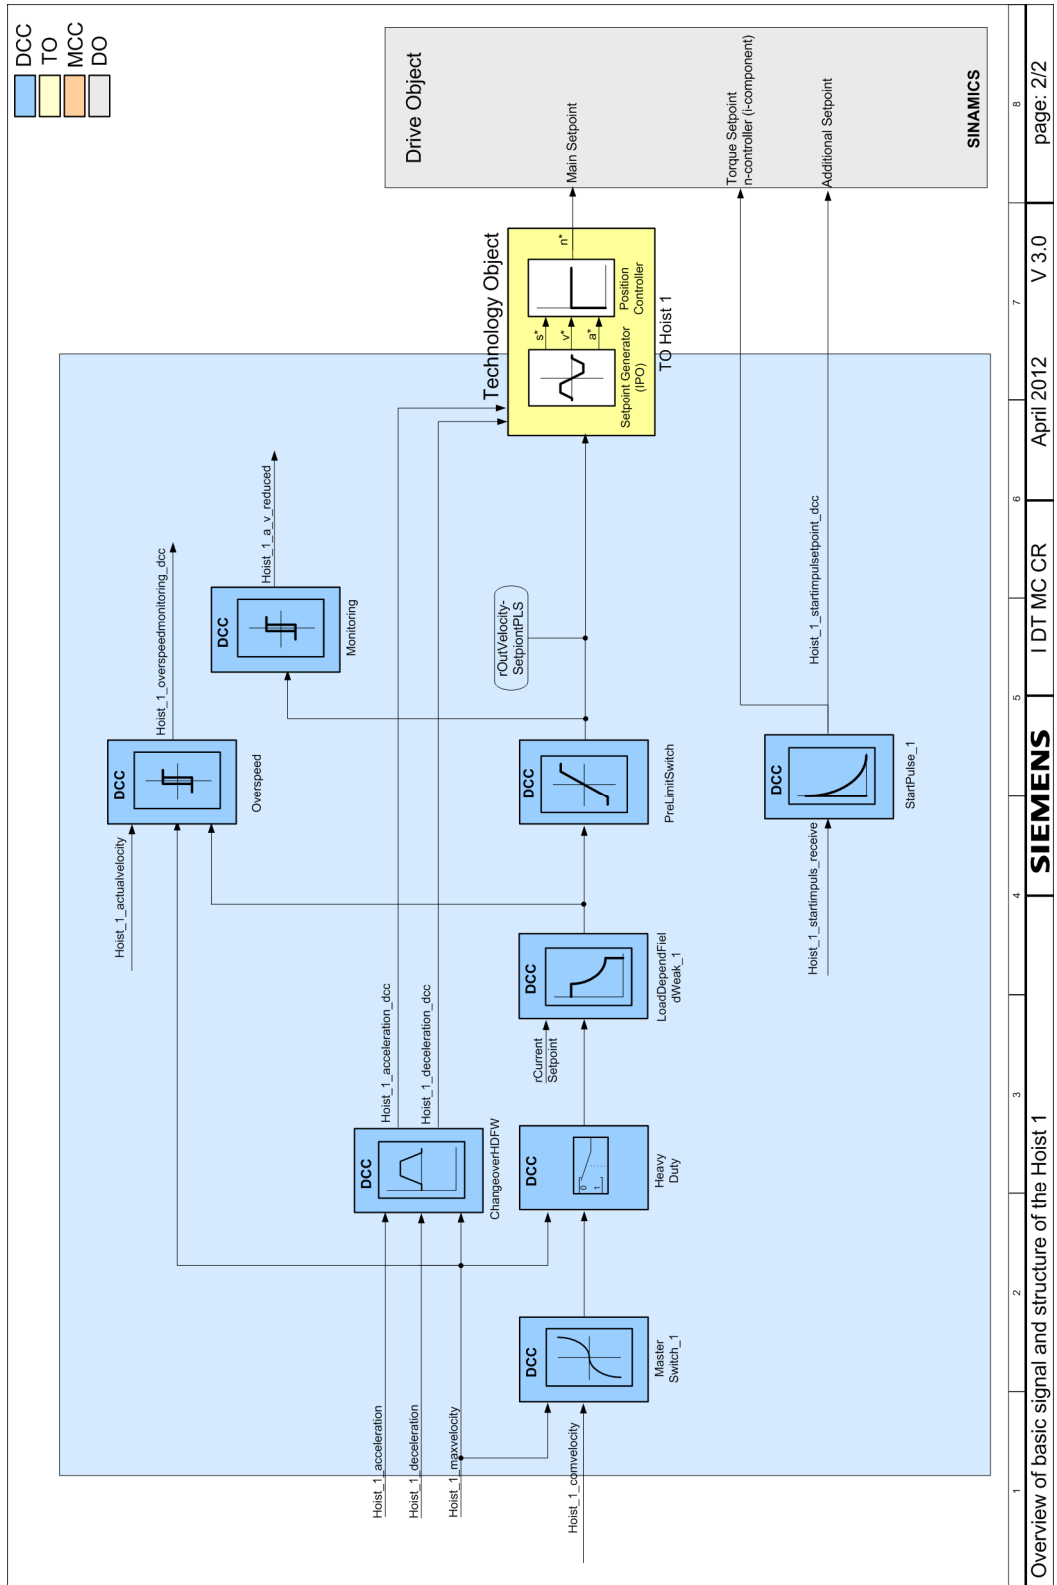 DCC
TO
MCC
DO
Drive Object
Main Setpoint
Torque Setpoint
n-controller (i-component)
Additional Setpoint
SINAMICS
Technology Object
n*
s*
v*
a*
Position
Controller
Setpoint Generator
(IPO)
TO Hoist 1
Hoist_1_overspeedmonitoring_dcc
Hoist_1_a_v_reduced
DCC
Monitoring
DCC
Overspeed
Hoist_1_actualvelocity
rOutVelocity-
SetpiontPLS
DCC
PreLimitSwitch
Hoist_1_startimpulsetpoint_dcc
DCC
StartPulse_1
Hoist_1_startimpuls_receive
Hoist_1_acceleration_dcc
Hoist_1_deceleration_dcc
DCC
LoadDependFiel
dWeak_1
rCurrent
Setpoint
DCC
ChangeoverHDFW
DCC
0
1
Heavy
Duty
DCC
Master
Switch_1
Hoist_1_acceleration
Hoist_1_deceleration
Hoist_1_maxvelocity
Hoist_1_comvelocity
1
2
3
4
5
6
7
8
Overview of basic signal and structure of the Hoist 1
SIEMENS
I DT MC CR
April 2012
V 3.0
page: 2/2